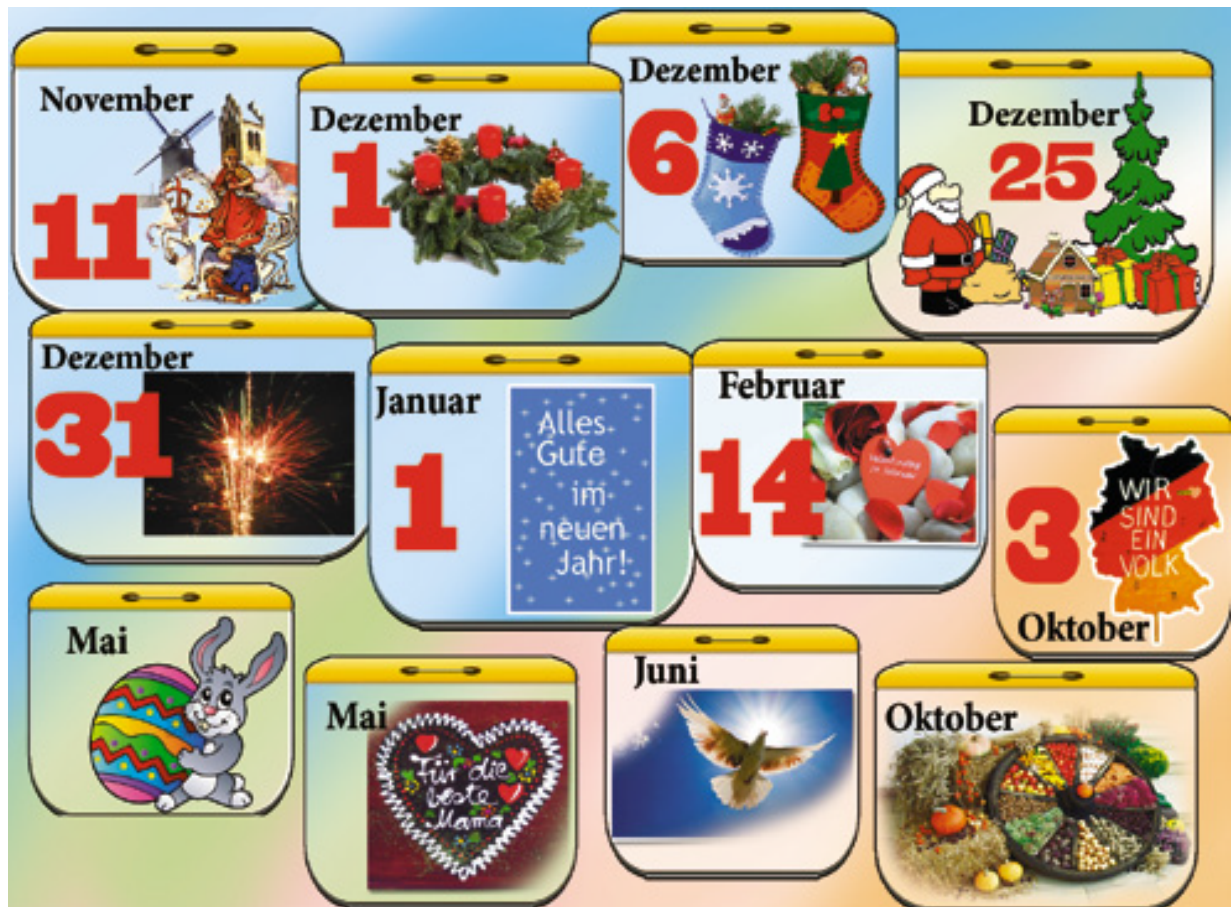 November
11
Dezember
1
Dezember
6
Dezember
25
Dezember
31
Januar
1
Alles
Gute
im
neuen
Jahr!
Februar
14
3
WIR
SIND
EIN
VOLK
Oktober
Mai
Mai
Für die
beste
Mama
Juni
Oktober